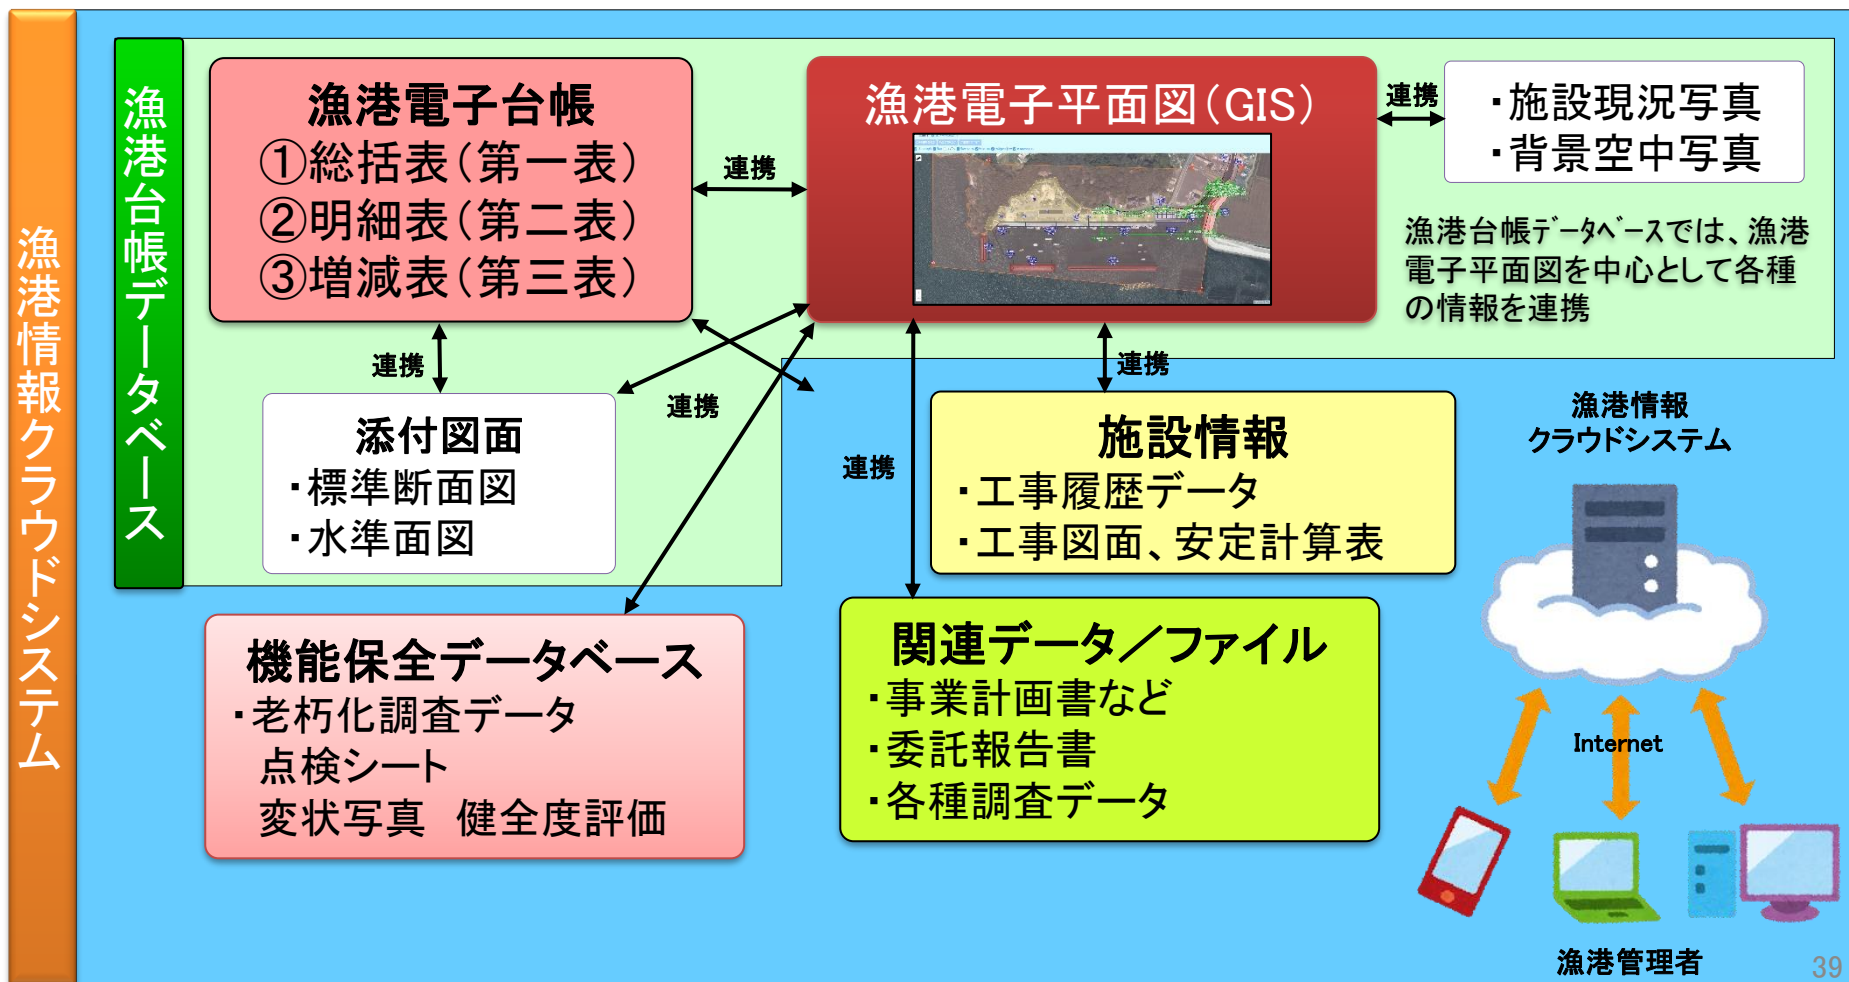 漁港情報クラウドシステム
漁港台帳データベース
漁港電子台帳
①総括表(第一表)
②明細表(第二表)
③増減表(第三表)
連携
漁港電子平面図(GIS)
連携
・施設現況写真
・背景空中写真
漁港台帳ﾃﾞｰﾀﾍﾞｰｽでは、漁港
電子平面図を中心として各種
の情報を連携
連携
連携
連携
連携
添付図面
・標準断面図
・水準面図
施設情報
・工事履歴データ
・工事図面、安定計算表
機能保全データベース
・老朽化調査データ
点検シート
変状写真　健全度評価
関連データ／ファイル
・事業計画書など
・委託報告書
・各種調査データ
漁港情報
クラウドシステム
Internet
漁港管理者
39